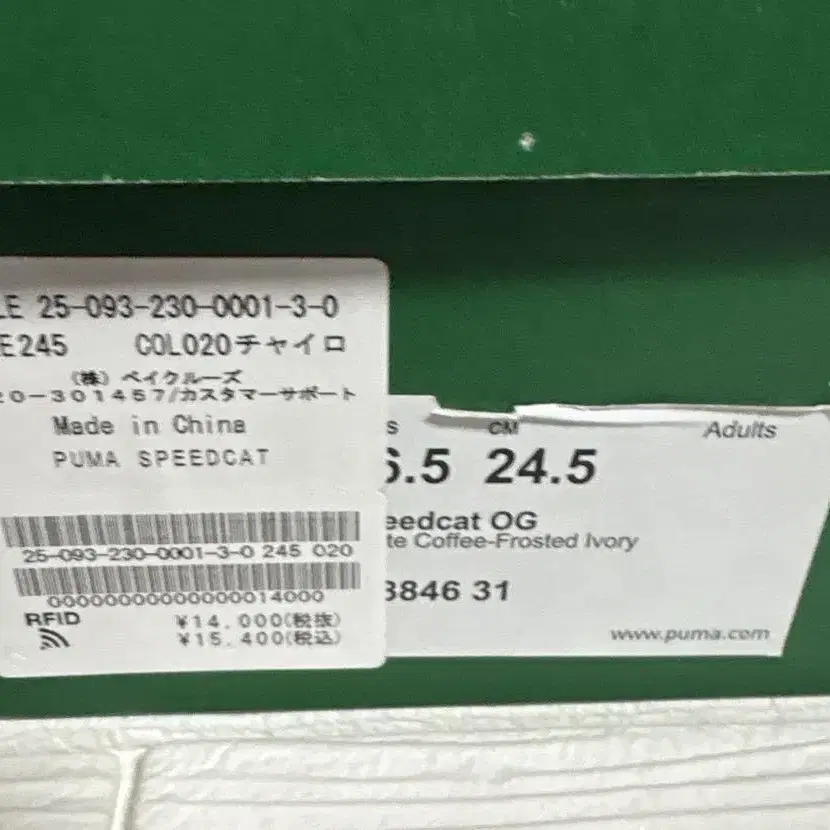 LE 25-093-230-0001-3-0
E245 COL020チャイロ
(株) ベイクルーズ
20-301457/カスタマーサポート
Made in China
PUMA SPEEDCAT
25-093-230-0001-3-0 245 020
00000000000000014000
RFID
¥14,000(税抜)
¥15,400(税込)
CM Adults
6.5 24.5
eedcat OG
te Coffee-Frosted Ivory
3846 31
www.puma.com